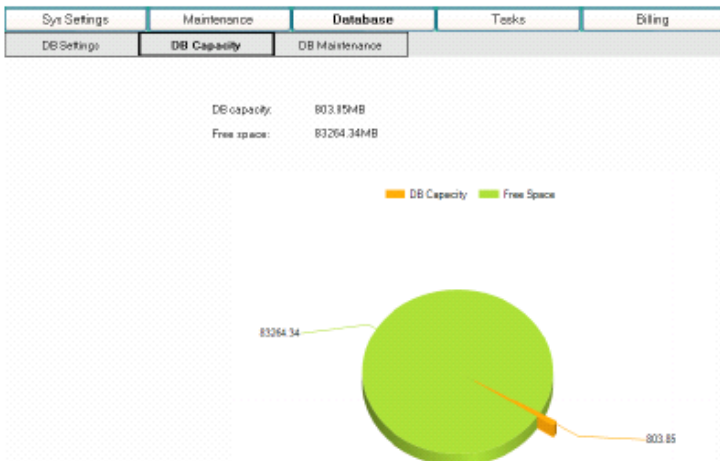 Sys Settings Maintenance Database Tasks Billing
DB Settings DB Capacity DB Maintenance
DB capacity: 803.85MB
Free space: 83264.34MB
DB Capacity Free Space
83264.34
803.85